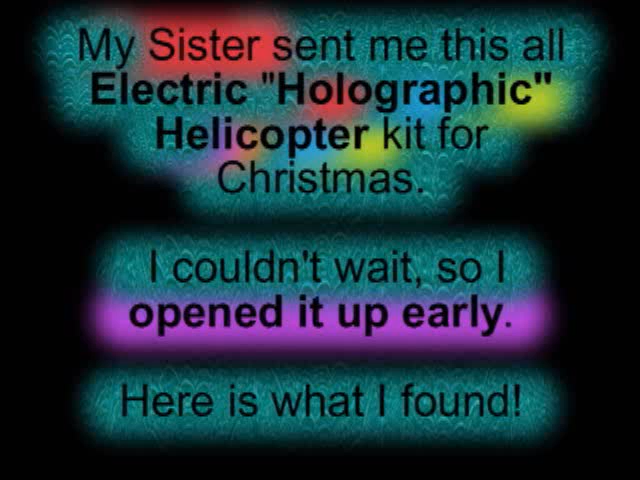 My Sister sent me this all
Electric "Holographic"
Helicopter kit for
Christmas.
I couldn't wait, so I
opened it up early.
Here is what I found!